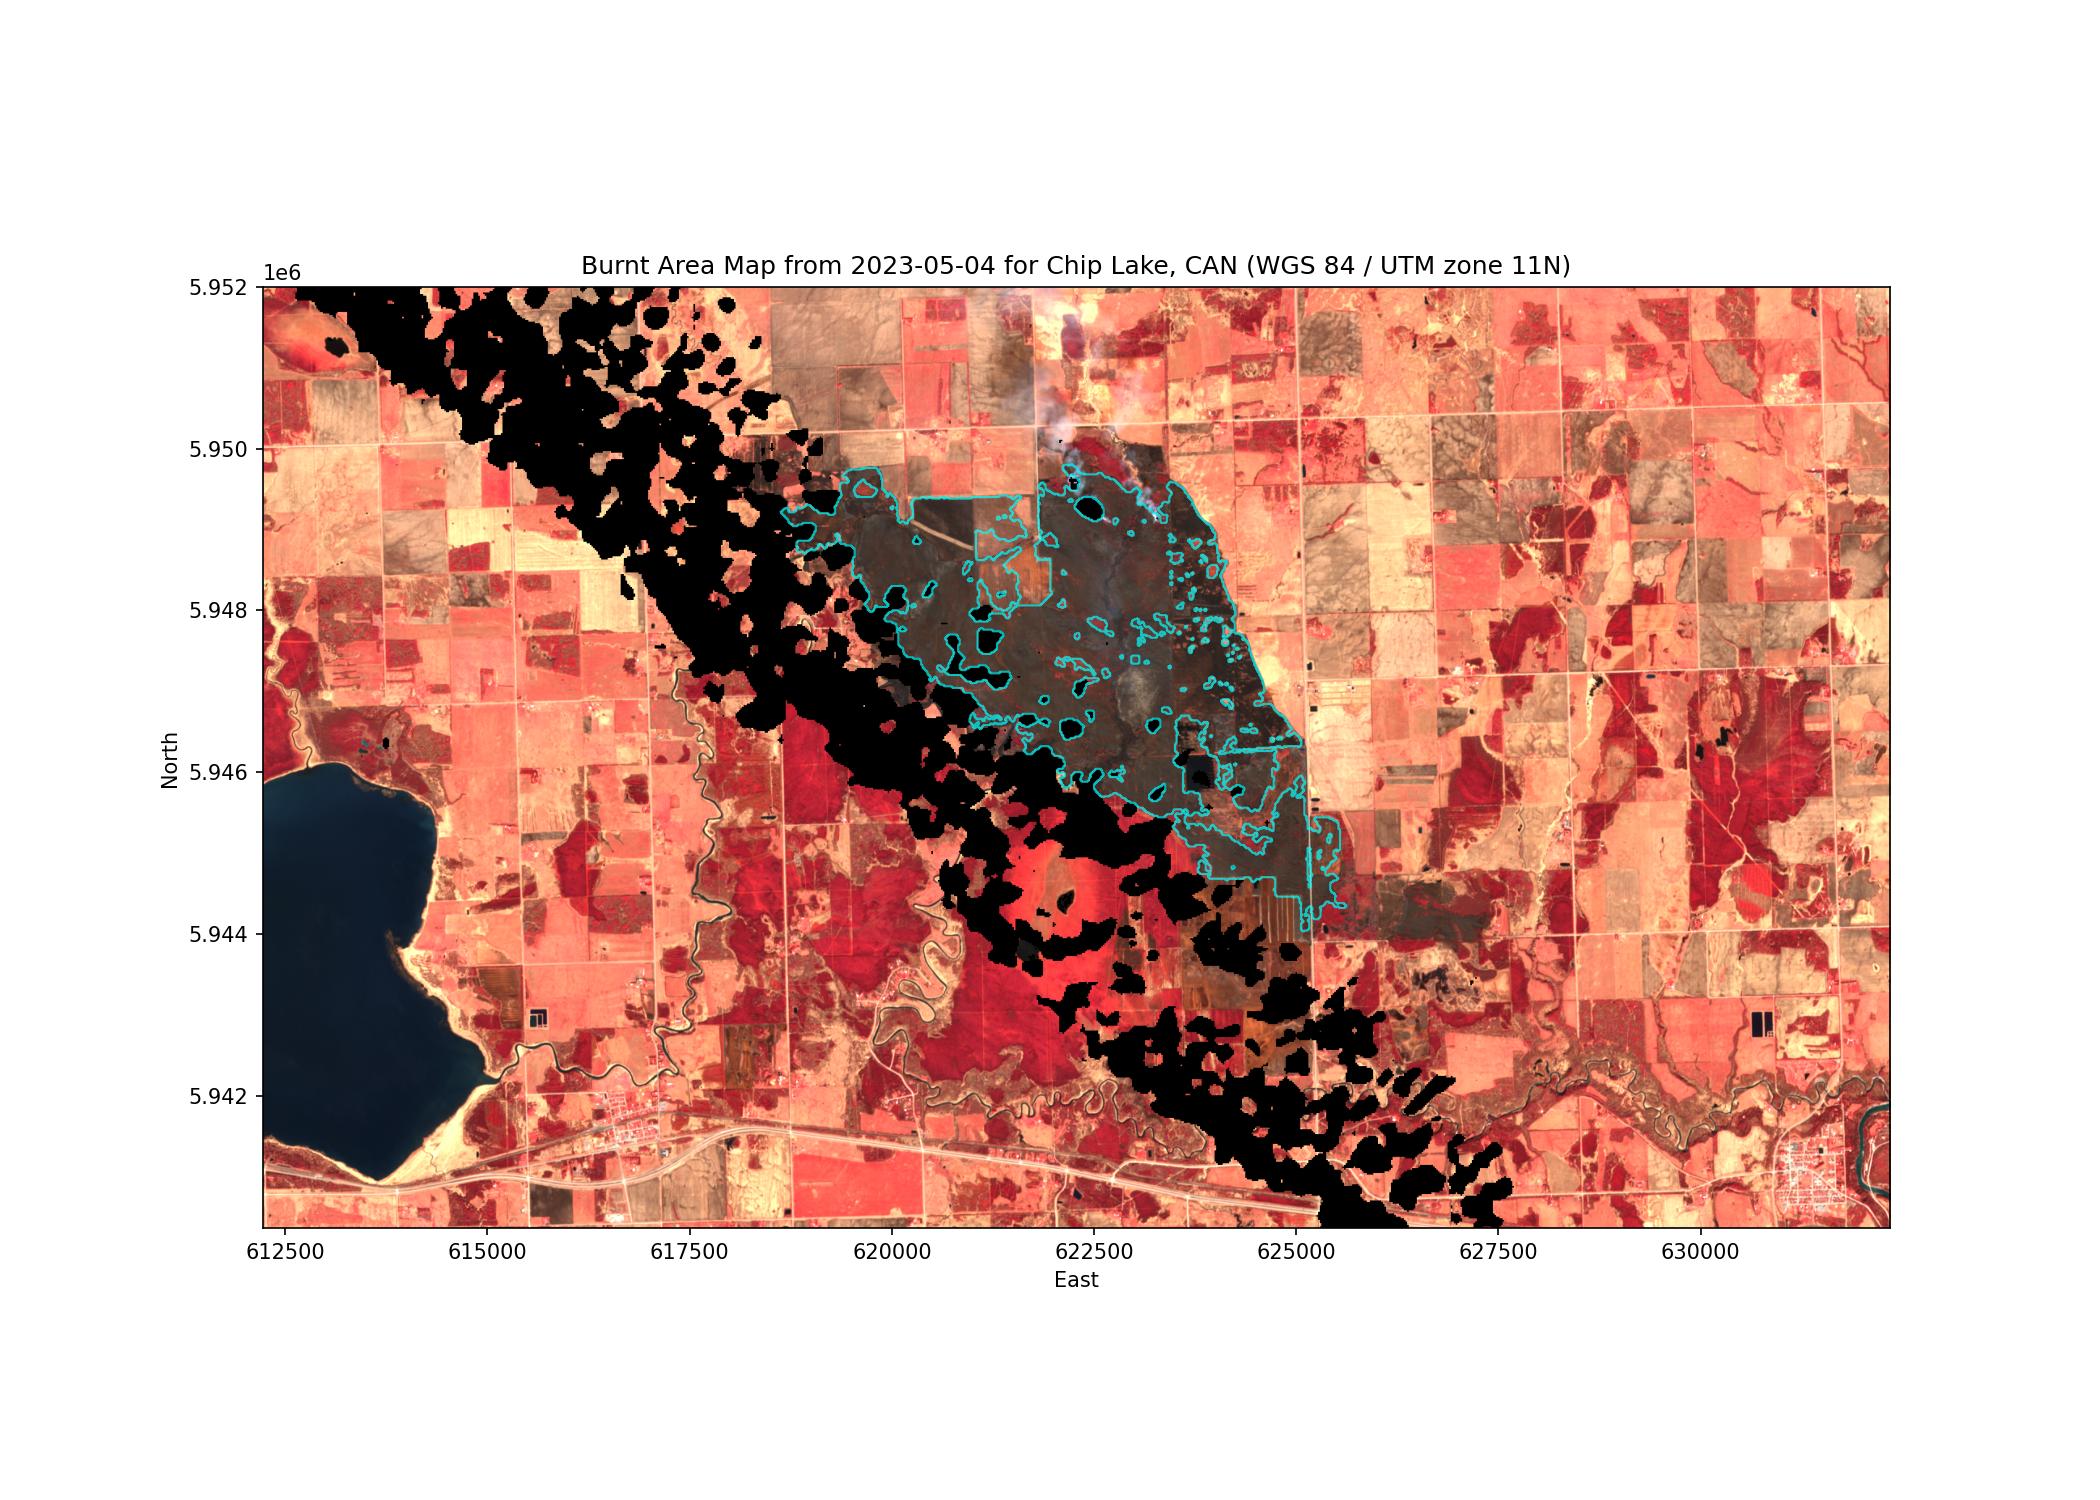 Burnt Area Map from 2023-05-04 for Chip Lake, CAN (WGS 84 / UTM zone 11N)
1e6
5.952
5.950
5.948
5.946
5.944
5.942
North
612500 615000 617500 620000 622500 625000 627500 630000
East